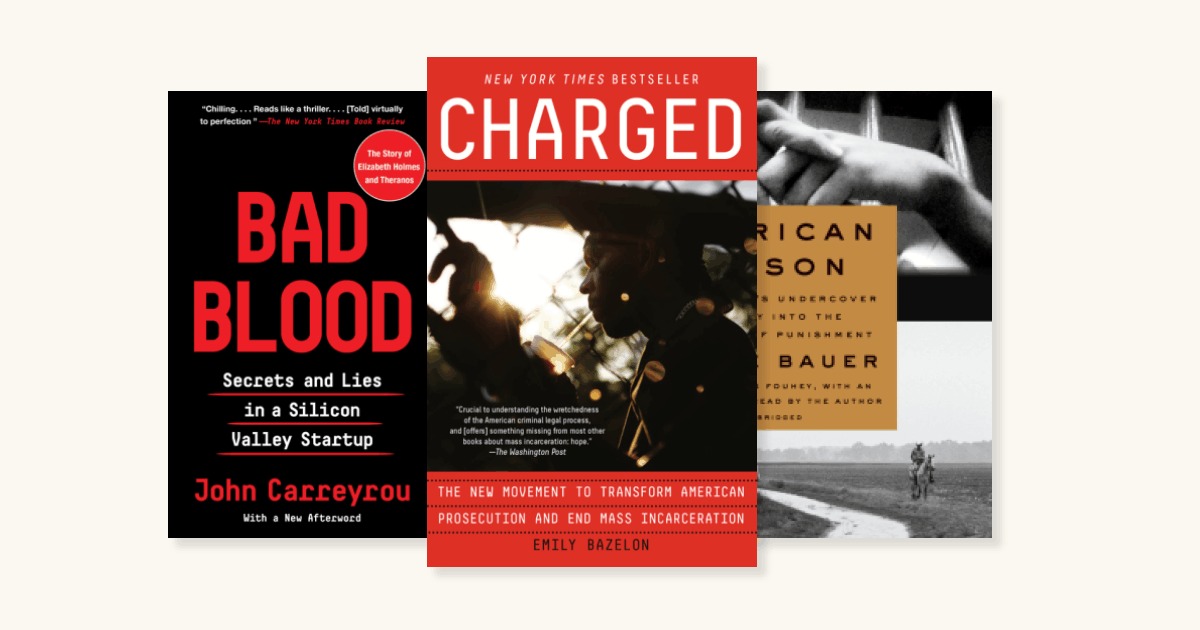 “Chilling. . . . Reads like a thriller. . . . [Told] virtually
to perfection ” —The New York Times Book Review
The Story of
Elizabeth Holmes
and Theranos
BAD
BLOOD
Secrets and Lies
in a Silicon
Valley Startup
John Carreyrou
With a New Afterword
NEW YORK TIMES BESTSELLER
CHARGED
"Crucial to understanding the wretchedness
of the American criminal legal process,
and [offers] something missing from most other
books about mass incarceration: hope."
—The Washington Post
THE NEW MOVEMENT TO TRANSFORM AMERICAN
PROSECUTION AND END MASS INCARCERATION
EMILY BAZELON
RICAN
SON
'S UNDERCOVER
Y INTO THE
F PUNISHMENT
BAUER
FOUHEY, WITH AN
EAD BY THE AUTHOR
BRIDGED